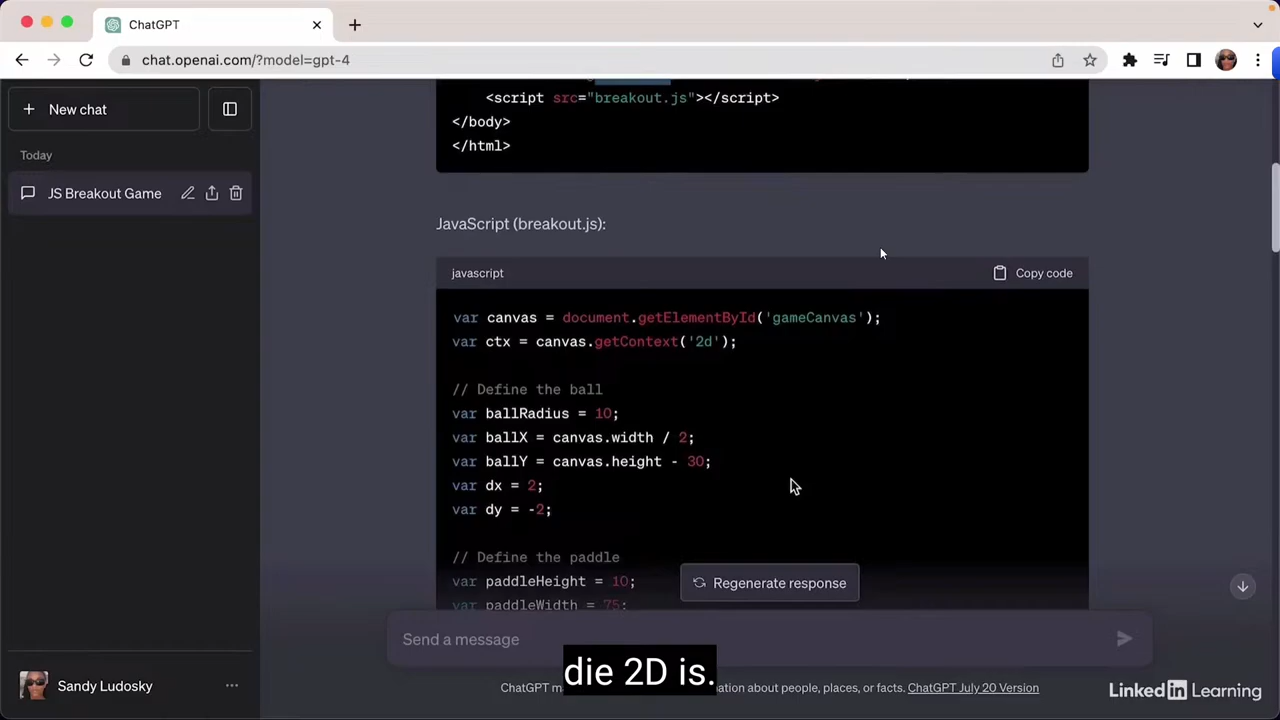 ChatGPT
chat.openai.com/?model=gpt-4
New chat
Today
JS Breakout Game
<script src="breakout.js"></script>
</body>
</html>
JavaScript (breakout.js):
javascript
Copy code
var canvas = document.getElementById('gameCanvas');
var ctx = canvas.getContext('2d');
// Define the ball
var ballRadius = 10;
var ballX = canvas.width / 2;
var ballY = canvas.height - 30;
var dx = 2;
var dy = -2;
// Define the paddle
var paddleHeight = 10;
var paddleWidth = 75;
Regenerate response
Send a message
die 2D is.
Sandy Ludosky
ChatGPT about people, places, or facts. ChatGPT July 20 Version
LinkedIn Learning